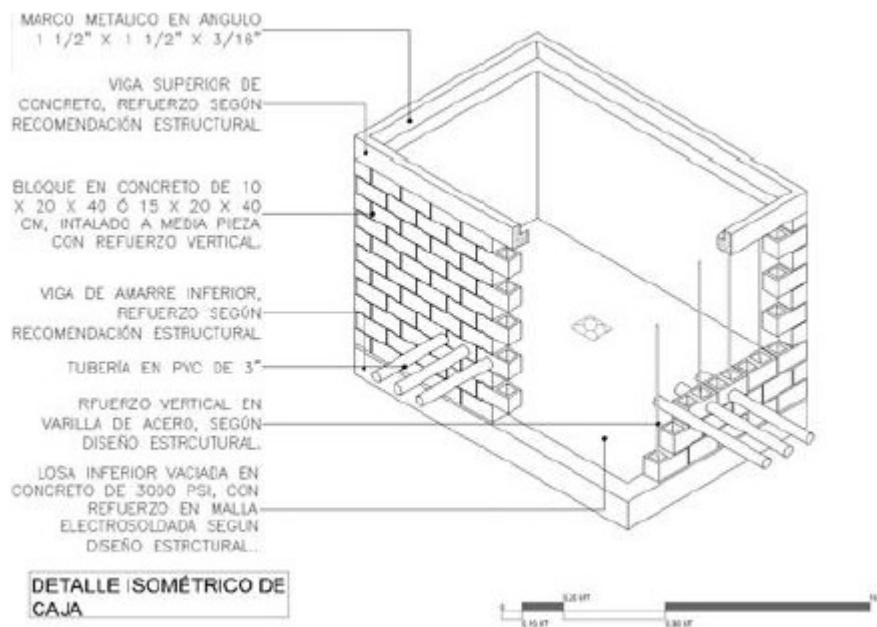 MARCO METÁLICO EN ÁNGULO
1 1/2" X 1 1/2" X 3/16"
VIGA SUPERIOR DE
CONCRETO, REFUERZO SEGÚN
RECOMENDACIÓN ESTRUCTURAL
BLOQUE EN CONCRETO DE 10
X 20 X 40 Ó 15 X 20 X 40
CM, INTALADO A MEDIA PIEZA
CON REFUERZO VERTICAL.
VIGA DE AMARRE INFERIOR,
REFUERZO SEGÚN
RECOMENDACIÓN ESTRUCTURAL
TUBERÍA EN PVC DE 3"
RFUERZO VERTICAL EN
VARILLA DE ACERO, SEGÚN
DISEÑO ESTRCUTURAL.
LOSA INFERIOR VACIADA EN
CONCRETO DE 3000 PSI, CON
REFUERZO EN MALLA
ELECTROSOLDADA SEGUN
DISEÑO ESTRCTURAL.
DETALLE ISOMÉTRICO DE
CAJA
0